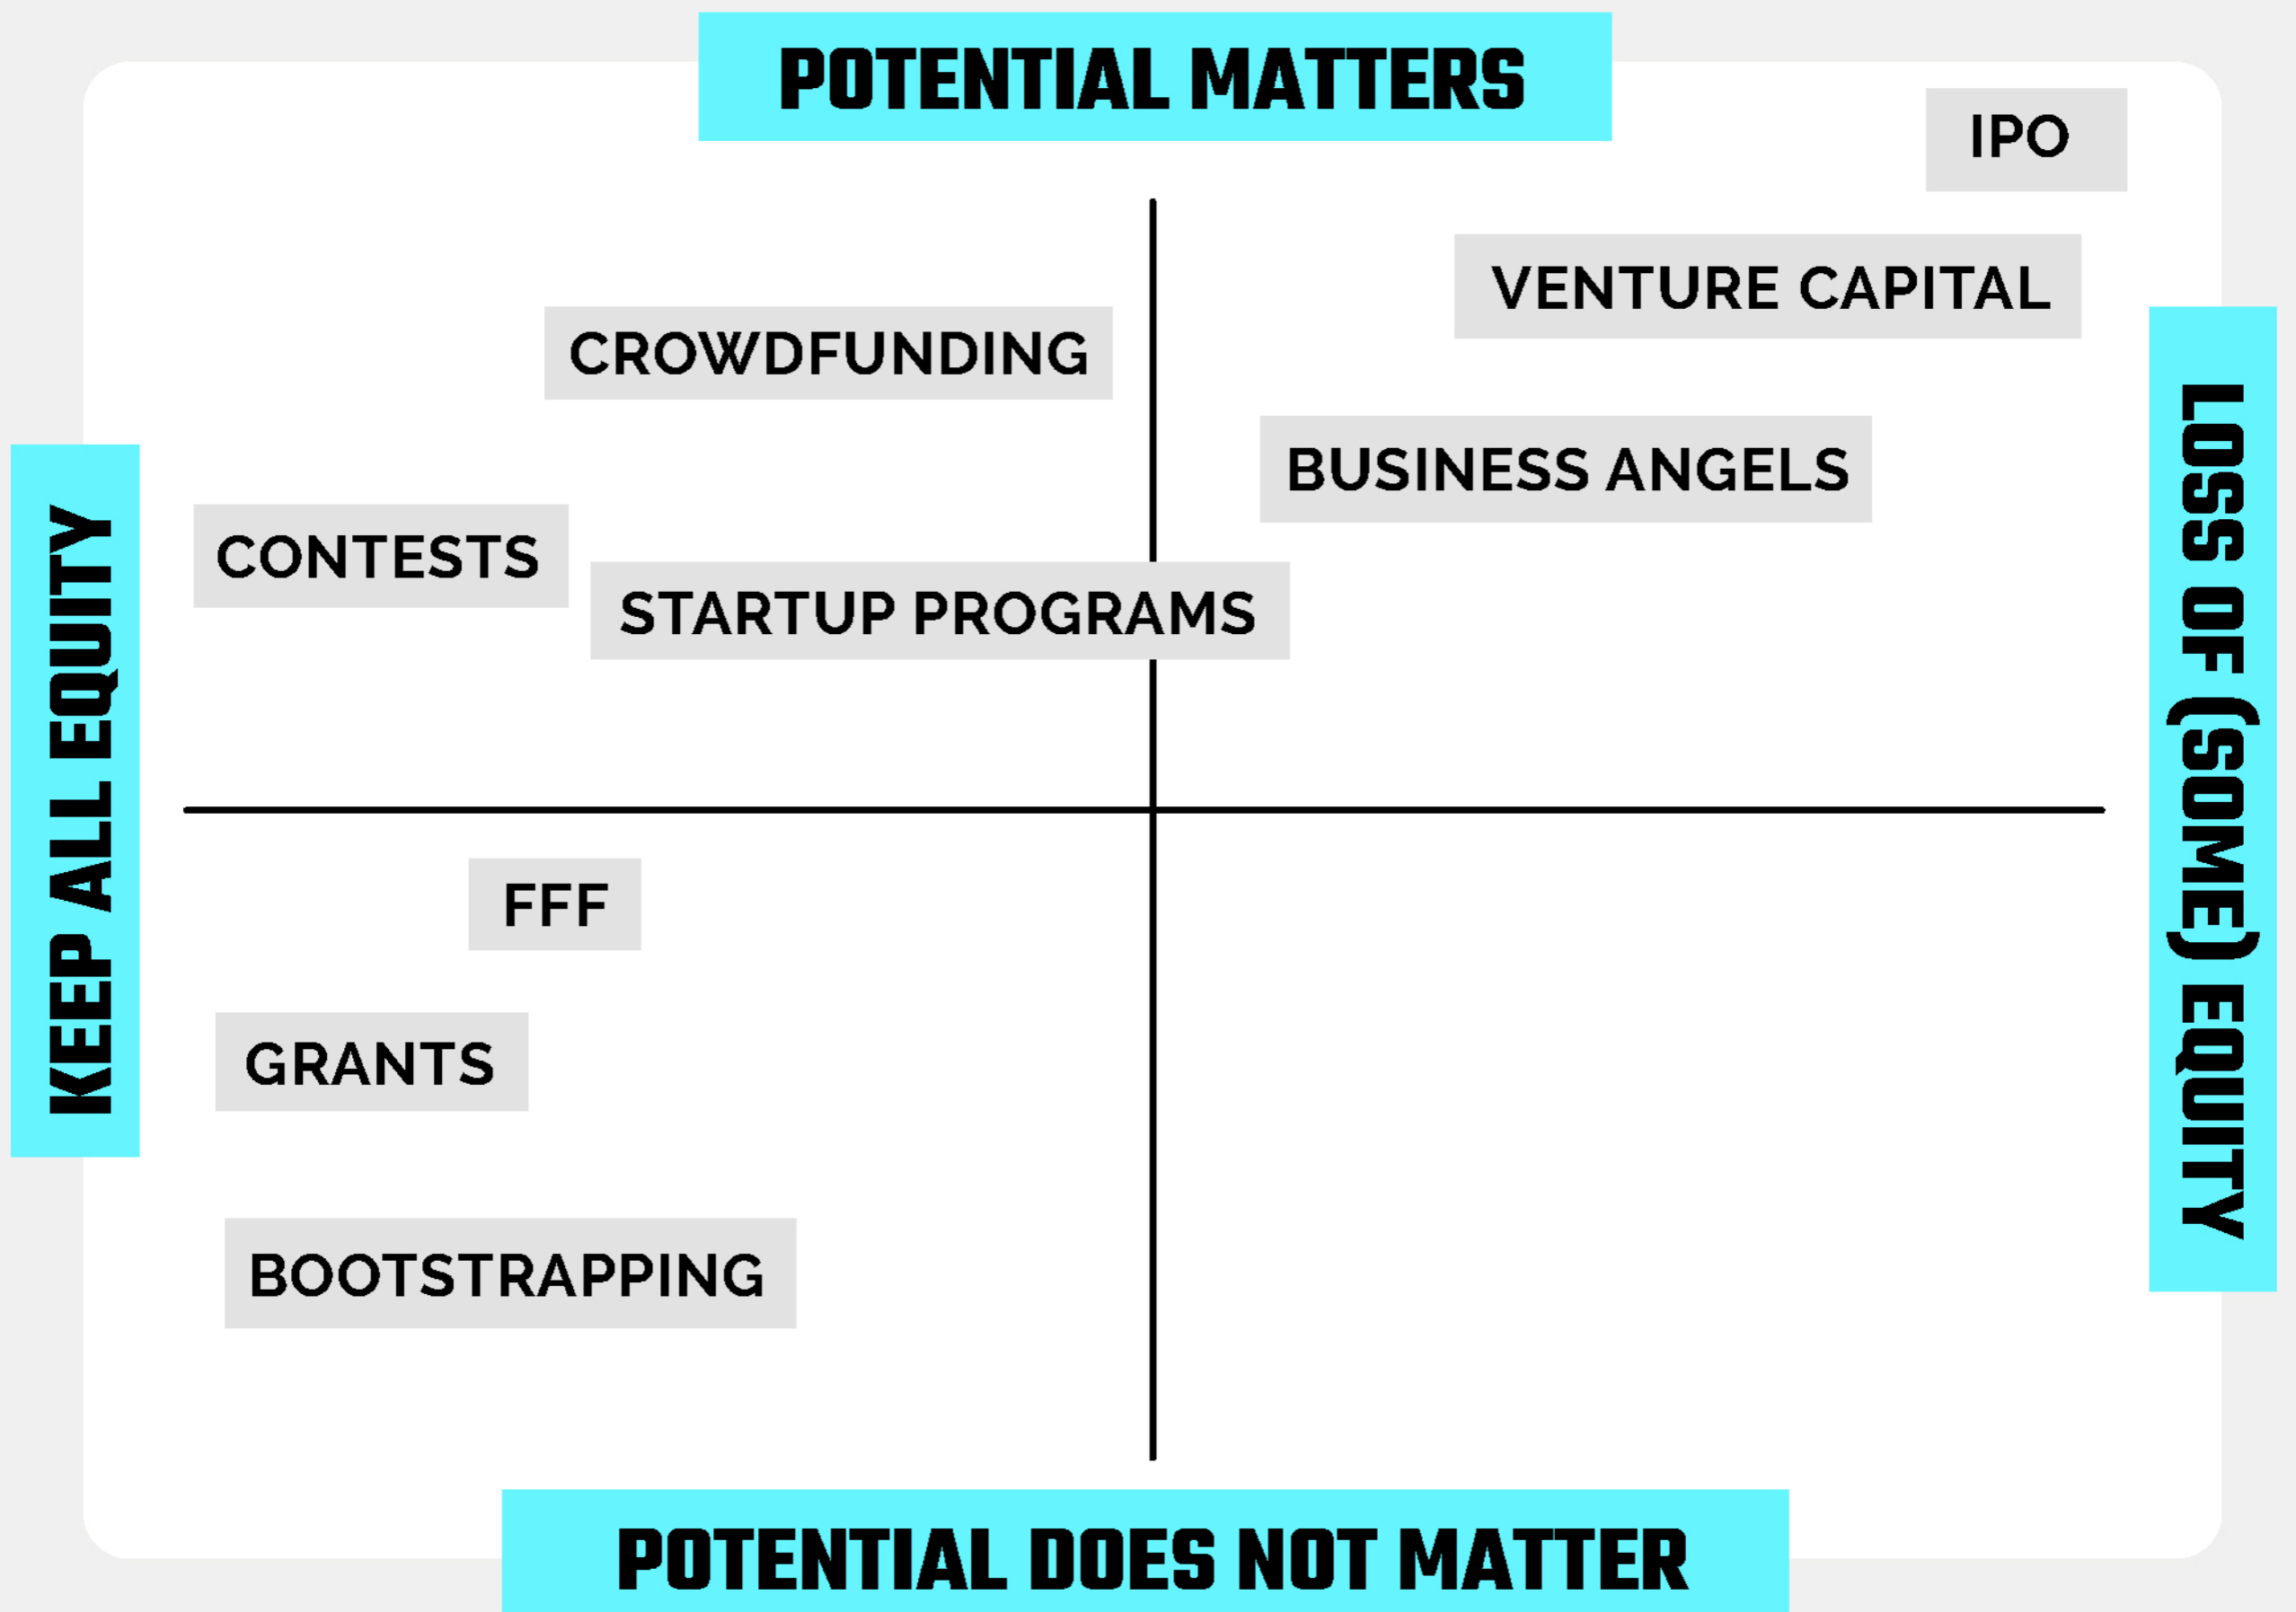 POTENTIAL MATTERS
IPO
VENTURE CAPITAL
CROWDFUNDING
BUSINESS ANGELS
CONTESTS
STARTUP PROGRAMS
KEEP ALL EQUITY
LOSS OF (SOME) EQUITY
FFF
GRANTS
BOOTSTRAPPING
POTENTIAL DOES NOT MATTER